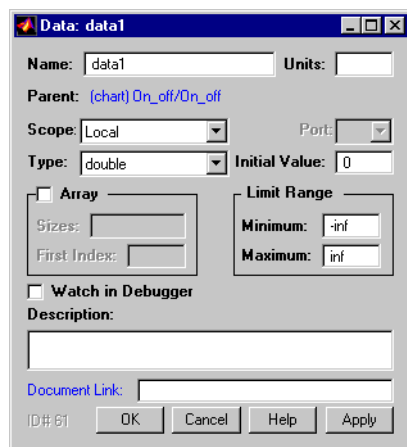 Data: data1
Name: data1 Units:
Parent: (chart) On_off/On_off
Scope: Local Port:
Type: double Initial Value: 0
Array Limit Range
Sizes: Minimum: -inf
First Index: Maximum: inf
Watch in Debugger
Description:
Document Link:
ID# 61 OK Cancel Help Apply